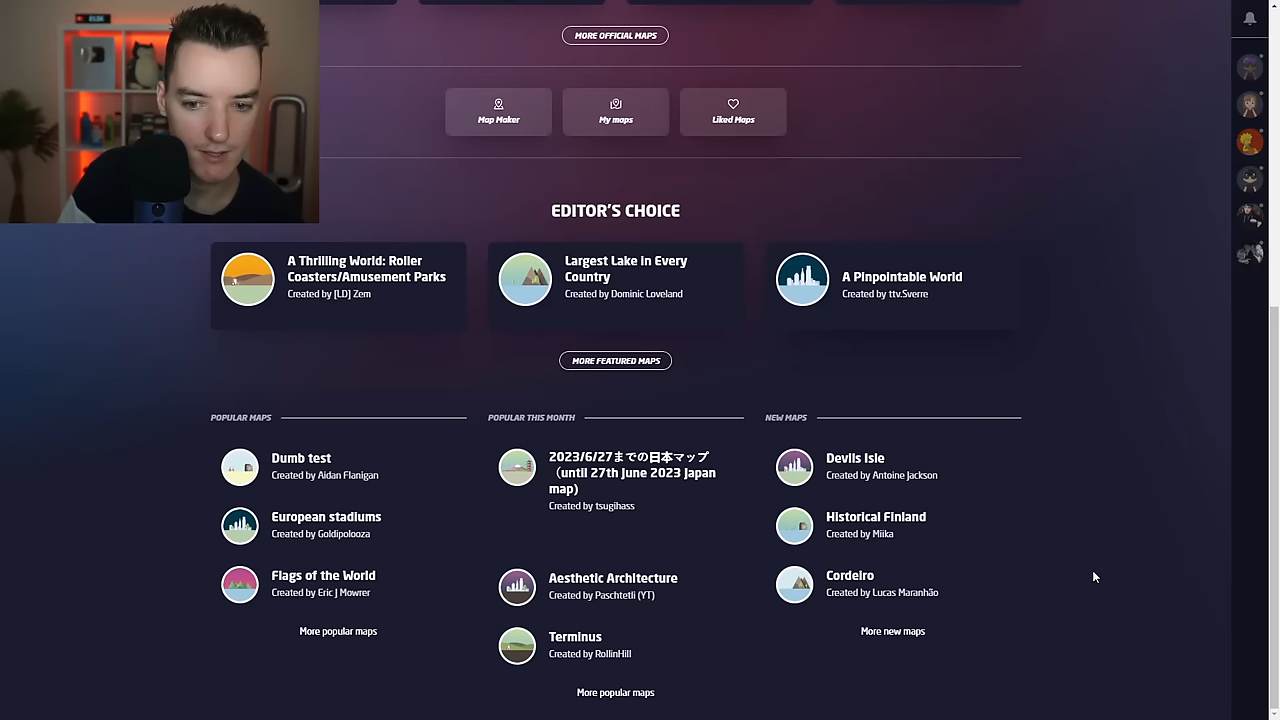 MORE OFFICIAL MAPS
Map Maker
My maps
Liked Maps
EDITOR'S CHOICE
A Thrilling World: Roller
Coasters/Amusement Parks
Created by [LD] Zem
Largest Lake in Every
Country
Created by Dominic Loveland
A Pinpointable World
Created by ttv.Sverre
MORE FEATURED MAPS
POPULAR MAPS
Dumb test
Created by Aidan Flanigan
European stadiums
Created by Goldipolooza
Flags of the World
Created by Eric J Mowrer
More popular maps
POPULAR THIS MONTH
2023/6/27までの日本マップ
（until 27th June 2023 Japan
map)
Created by tsugihass
Aesthetic Architecture
Created by Paschtetli (YT)
Terminus
Created by RollinHill
More popular maps
NEW MAPS
Devils Isle
Created by Antoine Jackson
Historical Finland
Created by Miika
Cordeiro
Created by Lucas Maranhão
More new maps